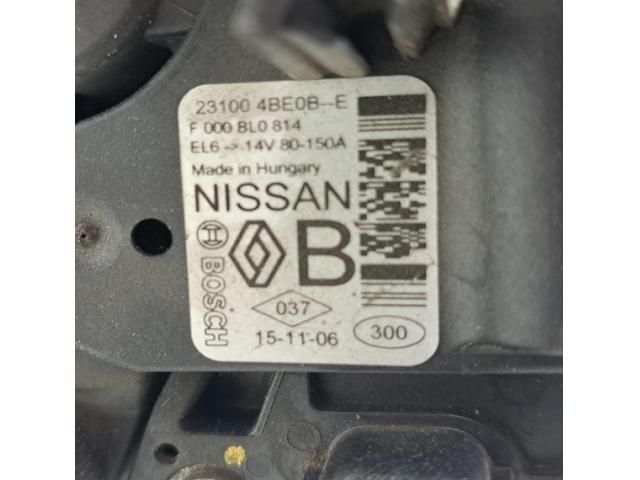 23100 4BE0B--E
F 000 BL0 814
EL6 -> 14V 80-150A
Made in Hungary
NISSAN
BOSCH
B
037
15-11-06
300